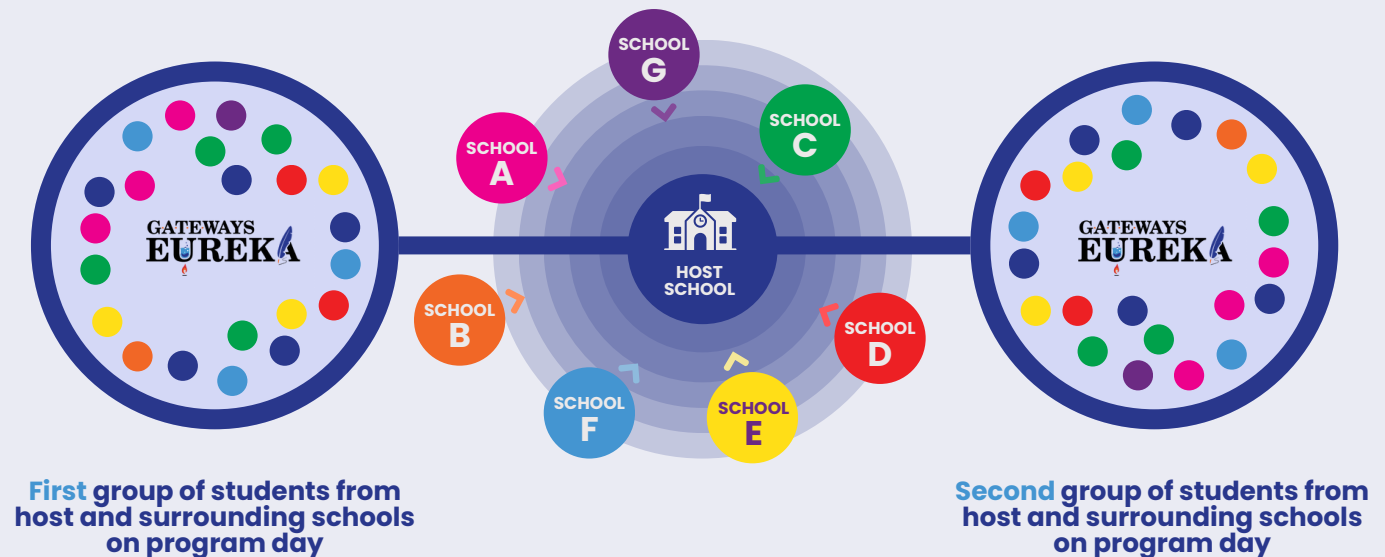 SCHOOL
G
SCHOOL
C
SCHOOL
A
GATEWAYS
EUREKA
HOST
SCHOOL
GATEWAYS
EUREKA
SCHOOL
B
SCHOOL
D
SCHOOL
F
SCHOOL
E
First group of students from
host and surrounding schools
on program day
Second group of students from
host and surrounding schools
on program day